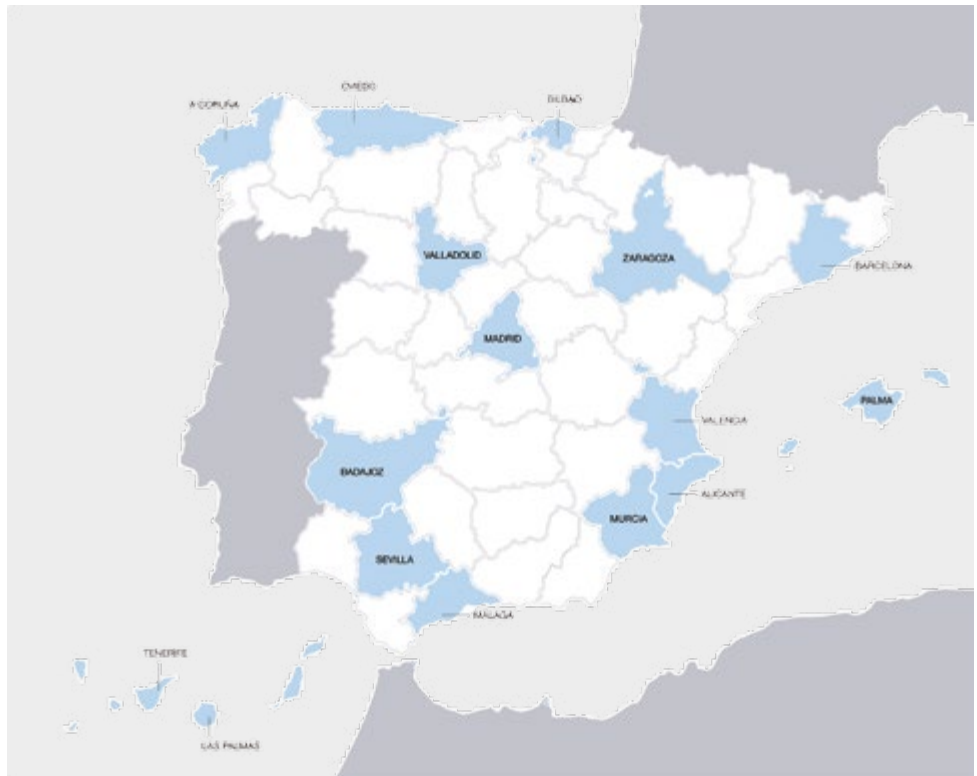 OVIEDO
A CORUÑA
BILBAO
VALLADOLID
ZARAGOZA
BARCELONA
MADRID
PALMA
VALENCIA
BADAJOZ
ALICANTE
MURCIA
SEVILLA
MÁLAGA
TENERIFE
LAS PALMAS